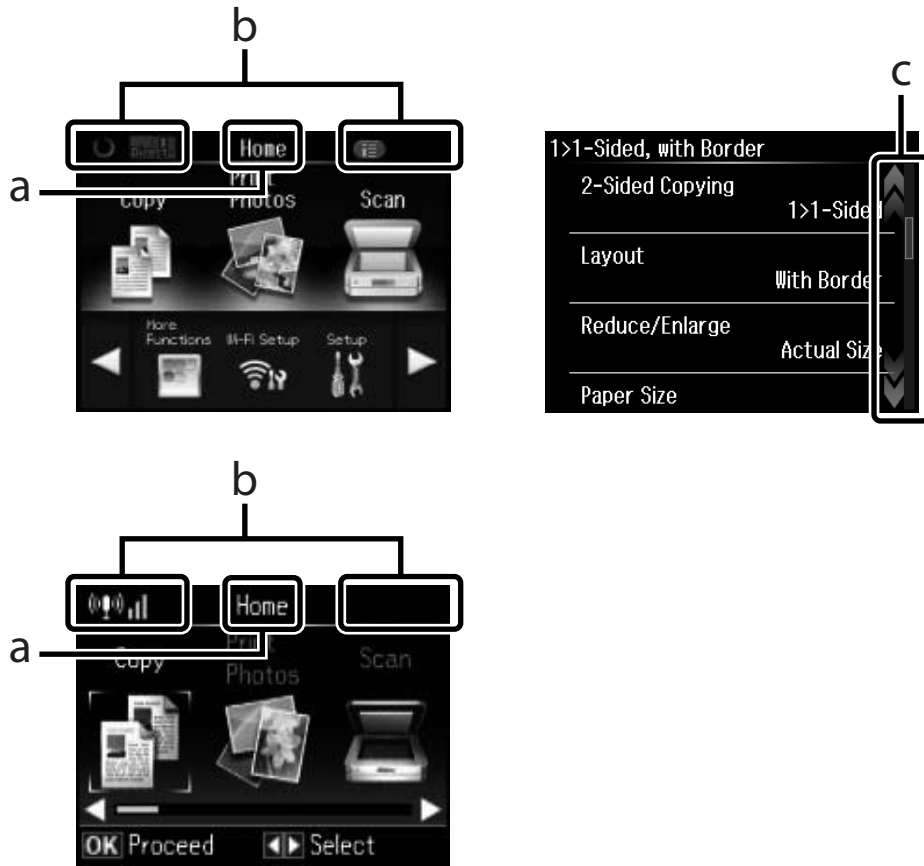 b
c
a
Home
Copy
Print
Photos
Scan
More
Functions
Wi-Fi Setup
Setup
1>1-Sided, with Border
2-Sided Copying
1>1-Sided
Layout
With Border
Reduce/Enlarge
Actual Size
Paper Size
b
a
Home
Copy
Print
Photos
Scan
OK Proceed
Select